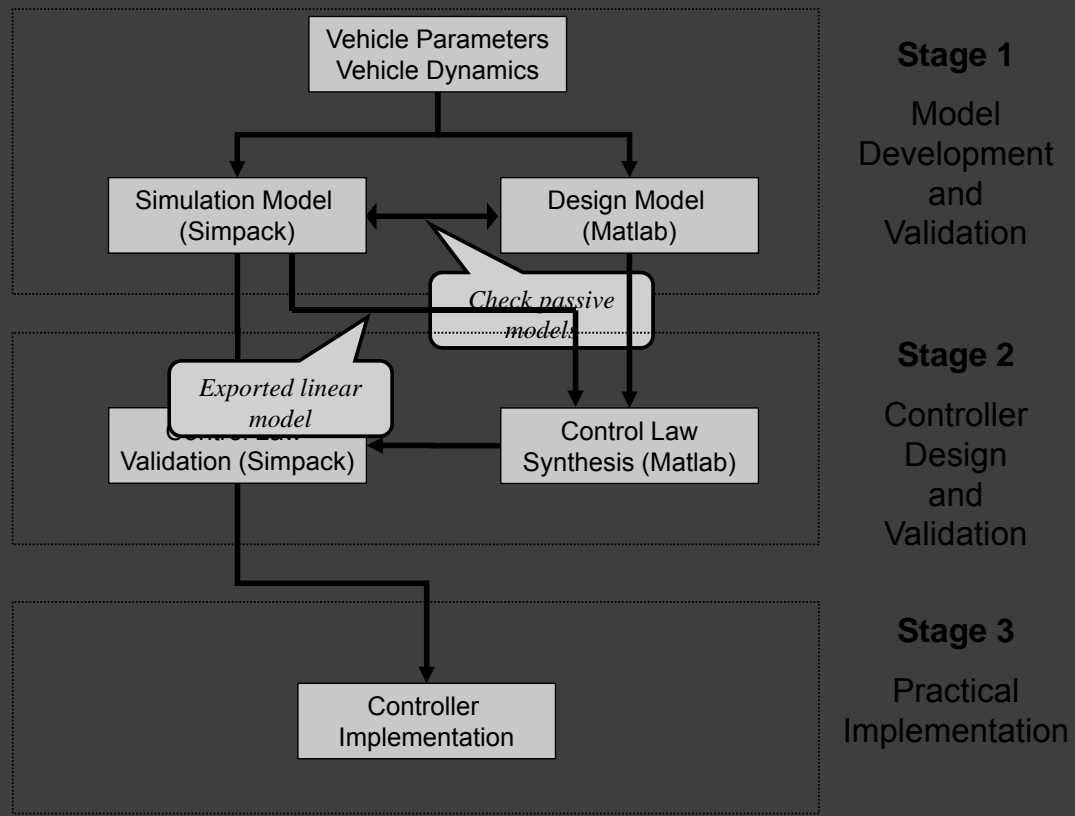 Vehicle Parameters
Vehicle Dynamics
Stage 1
Model
Development
and
Validation
Simulation Model
(Simpack)
Design Model
(Matlab)
Check passive
models
Stage 2
Controller
Design
and
Validation
Exported linear
model
Control Law
Validation (Simpack)
Control Law
Synthesis (Matlab)
Stage 3
Practical
Implementation
Controller
Implementation